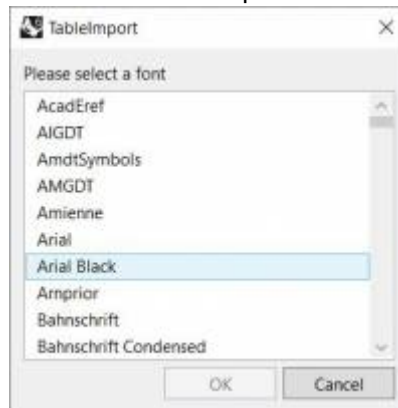 TableImport
Please select a font
AcadEref
AIGDT
AmdtSymbols
AMGDT
Amienne
Arial
Arial Black
Arnprior
Bahnschrift
Bahnschrift Condensed
OK Cancel